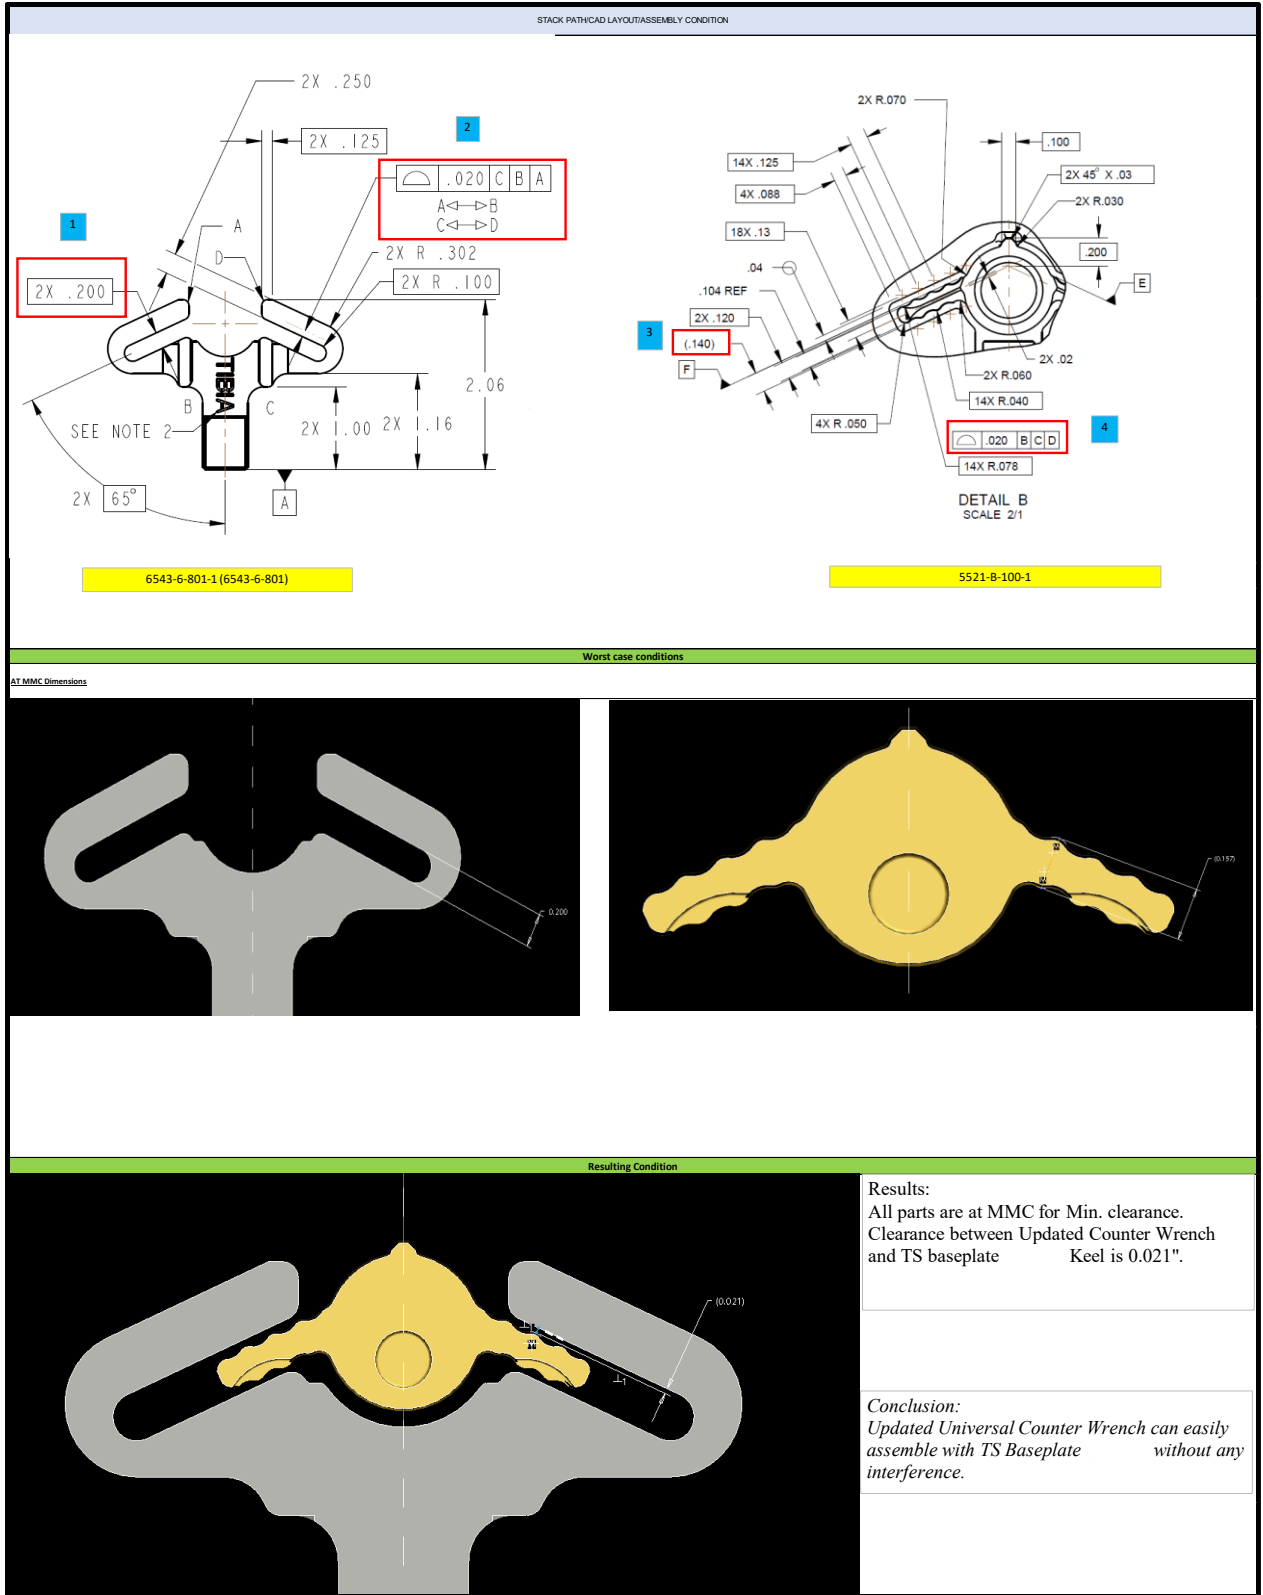 STACK PATH/CAD LAYOUT/ASSEMBLY CONDITION
2X .250
2X .125
2
.020 C B A
A B
C D
1
A
D
2X R .302
2X R .100
2X .200
2.06
TIBIA
B
C
SEE NOTE 2
2X 1.00
2X 1.16
2X 65°
A
6543-6-801-1 (6543-6-801)
2X R.070
.100
14X .125
2X 45° X .03
4X .088
2X R.030
18X .13
.200
.04
E
.104 REF
2X .120
3
(.140)
F
2X .02
2X R.060
14X R.040
4X R .050
4
.020 B C D
14X R.078
DETAIL B
SCALE 2/1
5521-B-100-1
Worst case conditions
AT MMC Dimensions
0.200
(0.157)
Resulting Condition
(0.021)
⊥1
Results:
All parts are at MMC for Min. clearance.
Clearance between Updated Counter Wrench
and TS baseplate Keel is 0.021".
Conclusion:
Updated Universal Counter Wrench can easily
assemble with TS Baseplate without any
interference.